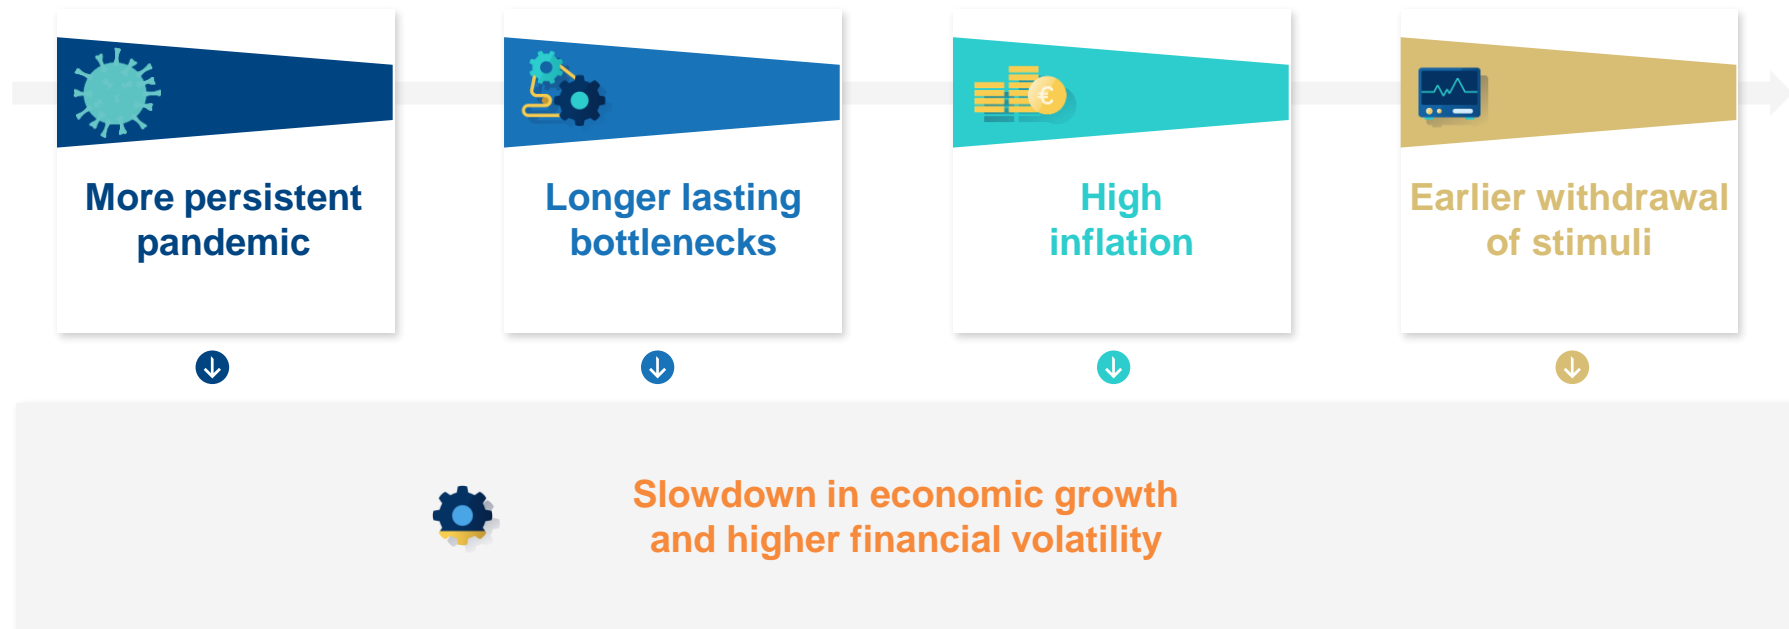 More persistent
pandemic
Longer lasting
bottlenecks
High
inflation
Earlier withdrawal
of stimuli
€
Slowdown in economic growth
and higher financial volatility